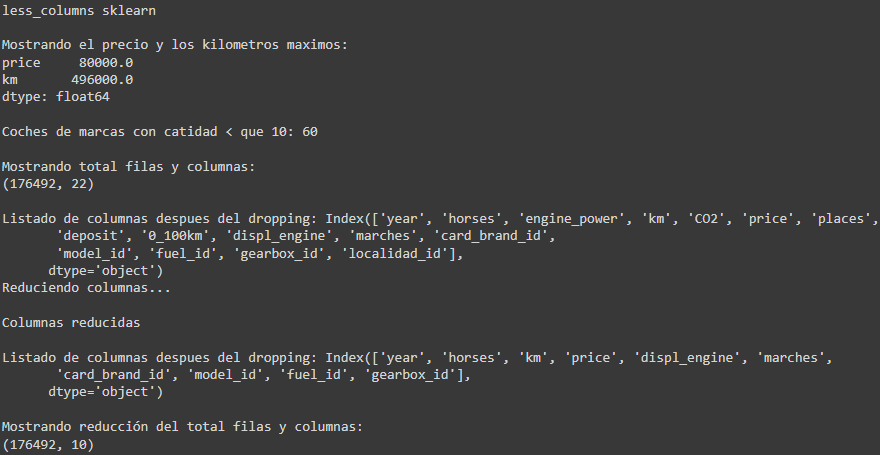 less_columns sklearn
Mostrando el precio y los kilometros maximos:
price     80000.0
km       496000.0
dtype: float64
Coches de marcas con catidad < que 10: 60
Mostrando total filas y columnas:
(176492, 22)
Listado de columnas despues del dropping: Index(['year', 'horses', 'engine_power', 'km', 'CO2', 'price', 'places',
       'deposit', '0_100km', 'displ_engine', 'marches', 'card_brand_id',
       'model_id', 'fuel_id', 'gearbox_id', 'localidad_id'],
      dtype='object')
Reduciendo columnas...
Columnas reducidas
Listado de columnas despues del dropping: Index(['year', 'horses', 'km', 'price', 'displ_engine', 'marches',
       'card_brand_id', 'model_id', 'fuel_id', 'gearbox_id'],
      dtype='object')
Mostrando reducción del total filas y columnas:
(176492, 10)